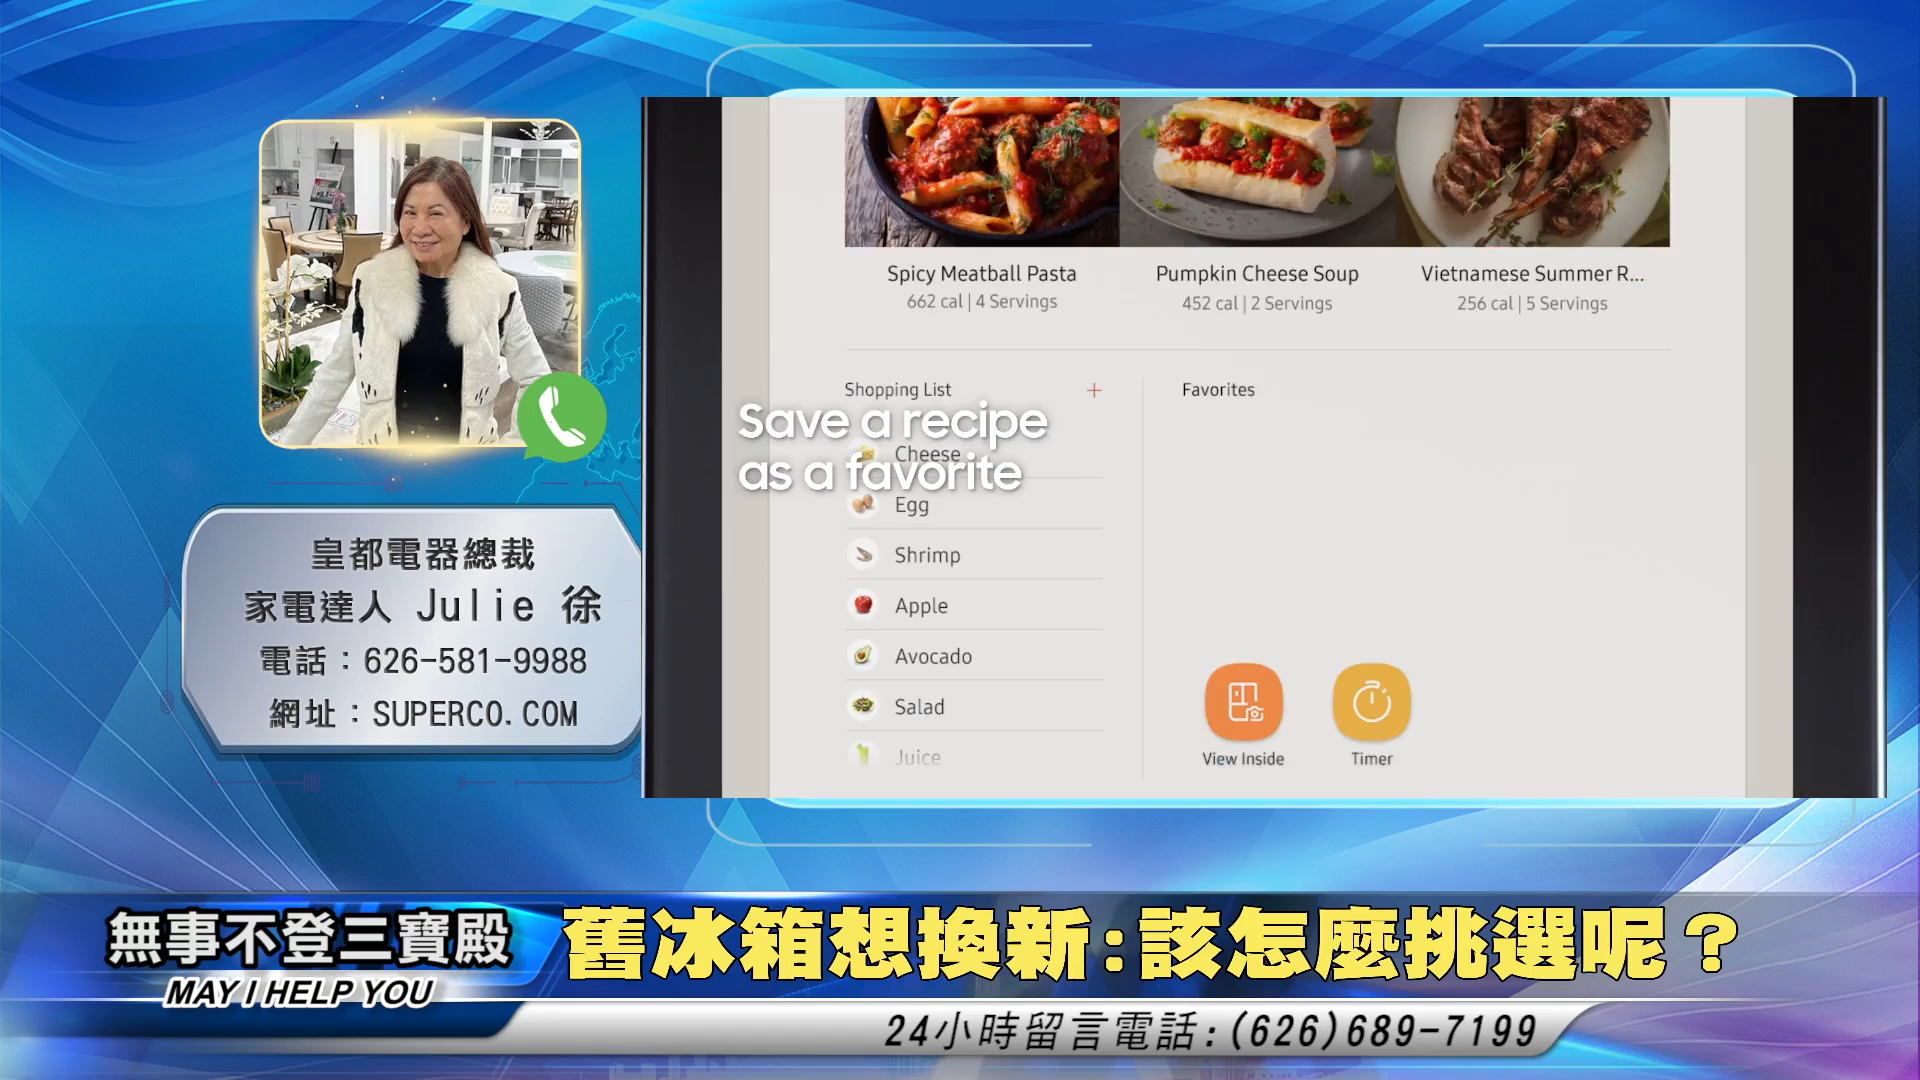 皇都電器總裁
家電達人 Julie 徐
電話：626-581-9988
網址：SUPERCO.COM
Spicy Meatball Pasta
662 cal | 4 Servings
Pumpkin Cheese Soup
452 cal | 2 Servings
Vietnamese Summer R...
256 cal | 5 Servings
Shopping List +
Favorites
Save a recipe
as a favorite
Cheese
Egg
Shrimp
Apple
Avocado
Salad
Juice
View Inside
Timer
無事不登三寶殿
MAY I HELP YOU
舊冰箱想換新:該怎麼挑選呢？
24小時留言電話:(626)689-7199